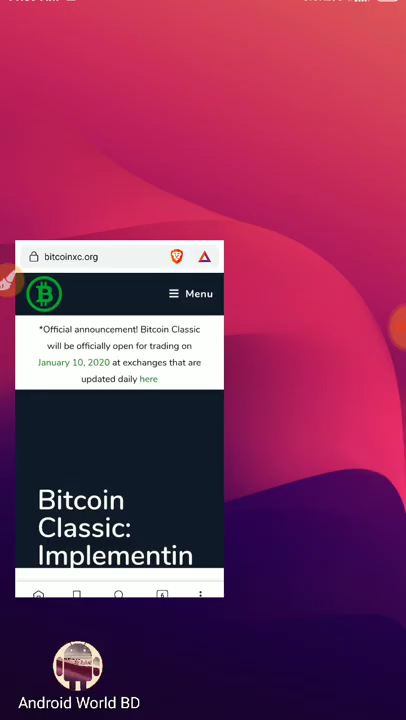 bitcoinxc.org
Menu
*Official announcement! Bitcoin Classic
will be officially open for trading on
January 10, 2020 at exchanges that are
updated daily here
Bitcoin
Classic:
Implementin
6
Android World BD